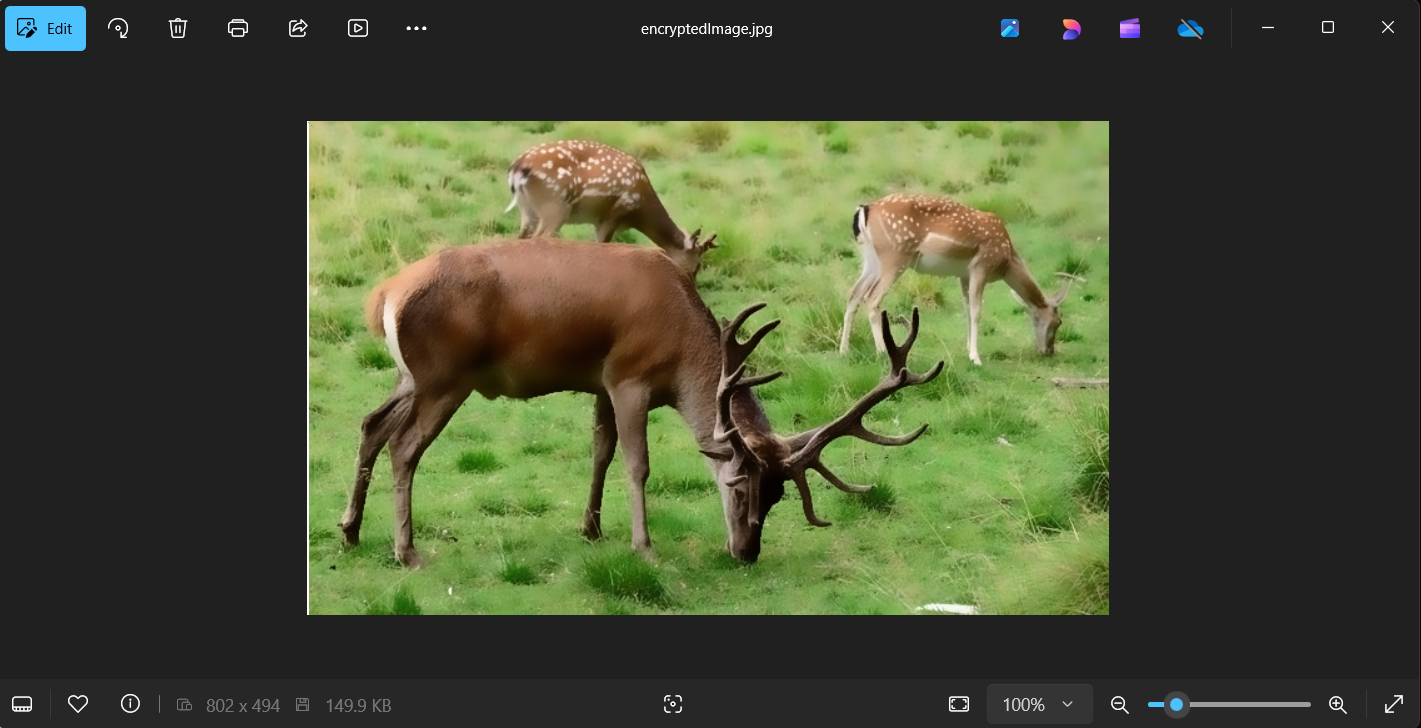 Edit
encryptedImage.jpg
802 x 494
149.9 KB
100%